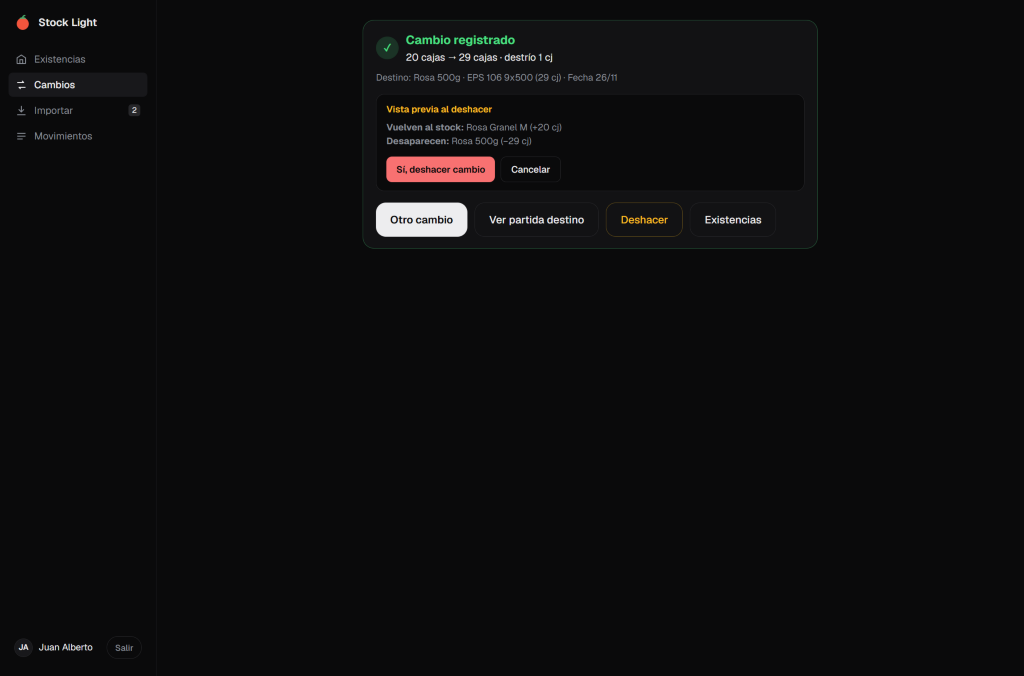 Stock Light
Existencias
Cambios
Importar 2
Movimientos
JA Juan Alberto Salir
Cambio registrado
20 cajas → 29 cajas · destrío 1 cj
Destino: Rosa 500g · EPS 106 9x500 (29 cj) · Fecha 26/11
Vista previa al deshacer
Vuelven al stock: Rosa Granel M (+20 cj)
Desaparecen: Rosa 500g (−29 cj)
Sí, deshacer cambio Cancelar
Otro cambio Ver partida destino Deshacer Existencias